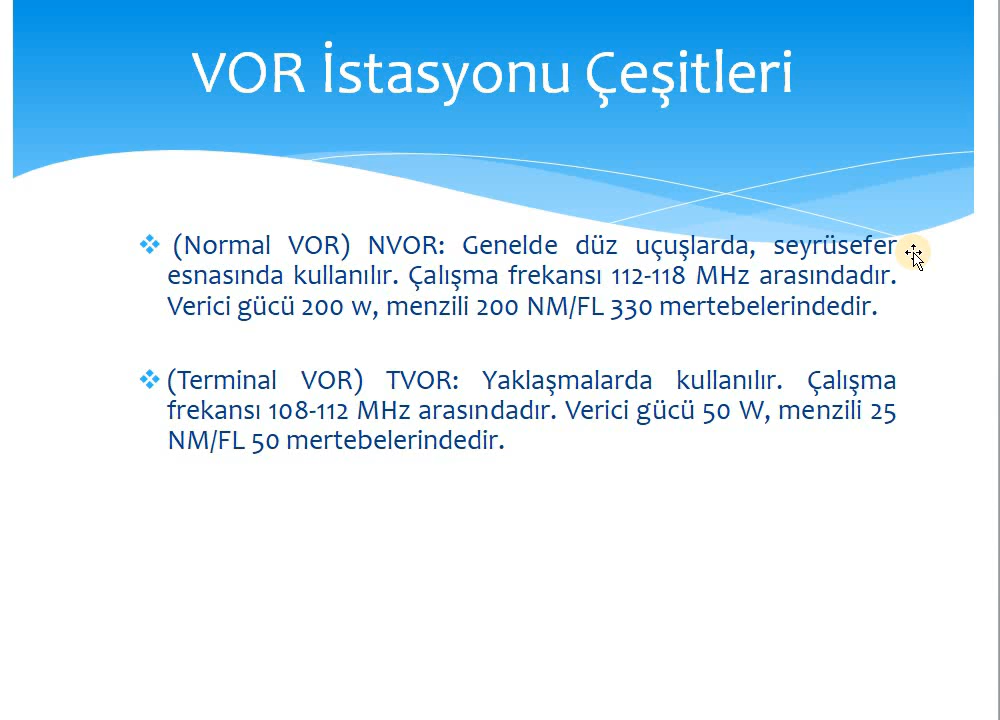 VOR İstasyonu Çeşitleri
(Normal VOR) NVOR: Genelde düz uçuşlarda, seyrüsefer
esnasında kullanılır. Çalışma frekansı 112-118 MHz arasındadır.
Verici gücü 200 w, menzili 200 NM/FL 330 mertebelerindedir.
(Terminal VOR) TVOR: Yaklaşmalarda kullanılır. Çalışma
frekansı 108-112 MHz arasındadır. Verici gücü 50 W, menzili 25
NM/FL 50 mertebelerindedir.